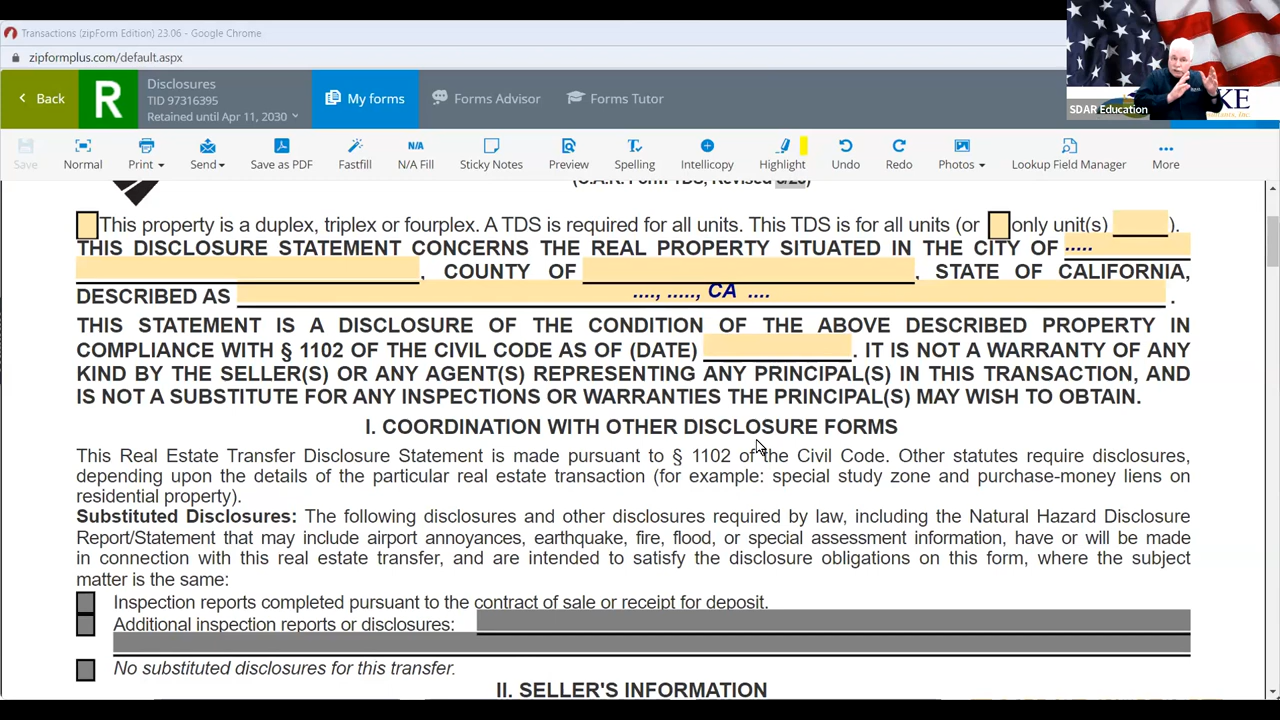 Transactions (zipForm Edition) 23.06 - Google Chrome
zipformplus.com/default.aspx
Back
R
Disclosures
TID 97316395
Retained until Apr 11, 2030
My forms
Forms Advisor
Forms Tutor
SDAR Education
KE
Save
Normal
Print
Send
Save as PDF
Fastfill
N/A
N/A Fill
Sticky Notes
Preview
Spelling
Intellicopy
Highlight
Undo
Redo
Photos
Lookup Field Manager
More
(C.A.R. Form TDS, Revised
This property is a duplex, triplex or fourplex. A TDS is required for all units. This TDS is for all units (or only unit(s) ).
THIS DISCLOSURE STATEMENT CONCERNS THE REAL PROPERTY SITUATED IN THE CITY OF .....
, COUNTY OF , STATE OF CALIFORNIA,
DESCRIBED AS ...., ....., CA .... .
THIS STATEMENT IS A DISCLOSURE OF THE CONDITION OF THE ABOVE DESCRIBED PROPERTY IN
COMPLIANCE WITH § 1102 OF THE CIVIL CODE AS OF (DATE) . IT IS NOT A WARRANTY OF ANY
KIND BY THE SELLER(S) OR ANY AGENT(S) REPRESENTING ANY PRINCIPAL(S) IN THIS TRANSACTION, AND
IS NOT A SUBSTITUTE FOR ANY INSPECTIONS OR WARRANTIES THE PRINCIPAL(S) MAY WISH TO OBTAIN.
I. COORDINATION WITH OTHER DISCLOSURE FORMS
This Real Estate Transfer Disclosure Statement is made pursuant to § 1102 of the Civil Code. Other statutes require disclosures,
depending upon the details of the particular real estate transaction (for example: special study zone and purchase-money liens on
residential property).
Substituted Disclosures: The following disclosures and other disclosures required by law, including the Natural Hazard Disclosure
Report/Statement that may include airport annoyances, earthquake, fire, flood, or special assessment information, have or will be made
in connection with this real estate transfer, and are intended to satisfy the disclosure obligations on this form, where the subject
matter is the same:
Inspection reports completed pursuant to the contract of sale or receipt for deposit.
Additional inspection reports or disclosures:
No substituted disclosures for this transfer.
II. SELLER'S INFORMATION